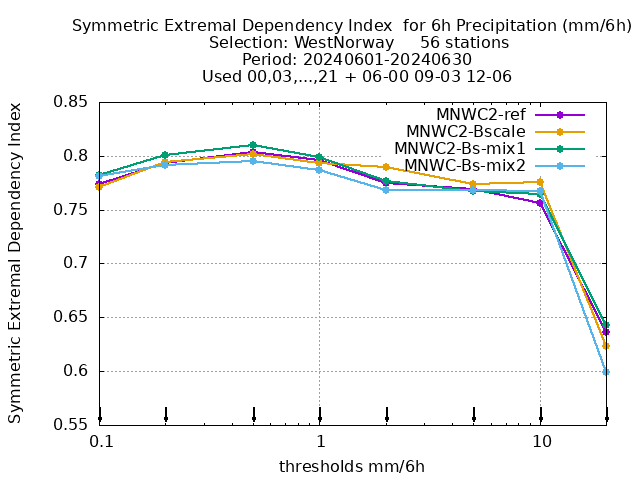 Symmetric Extremal Dependency Index  for 6h Precipitation (mm/6h)
Selection: WestNorway     56 stations
Period: 20240601-20240630
Used 00,03,...,21 + 06-00 09-03 12-06
Symmetric Extremal Dependency Index
0.85
0.8
0.75
0.7
0.65
0.6
0.55
MNWC2-ref
MNWC2-Bscale
MNWC2-Bs-mix1
MNWC-Bs-mix2
0.1 1 10
thresholds mm/6h